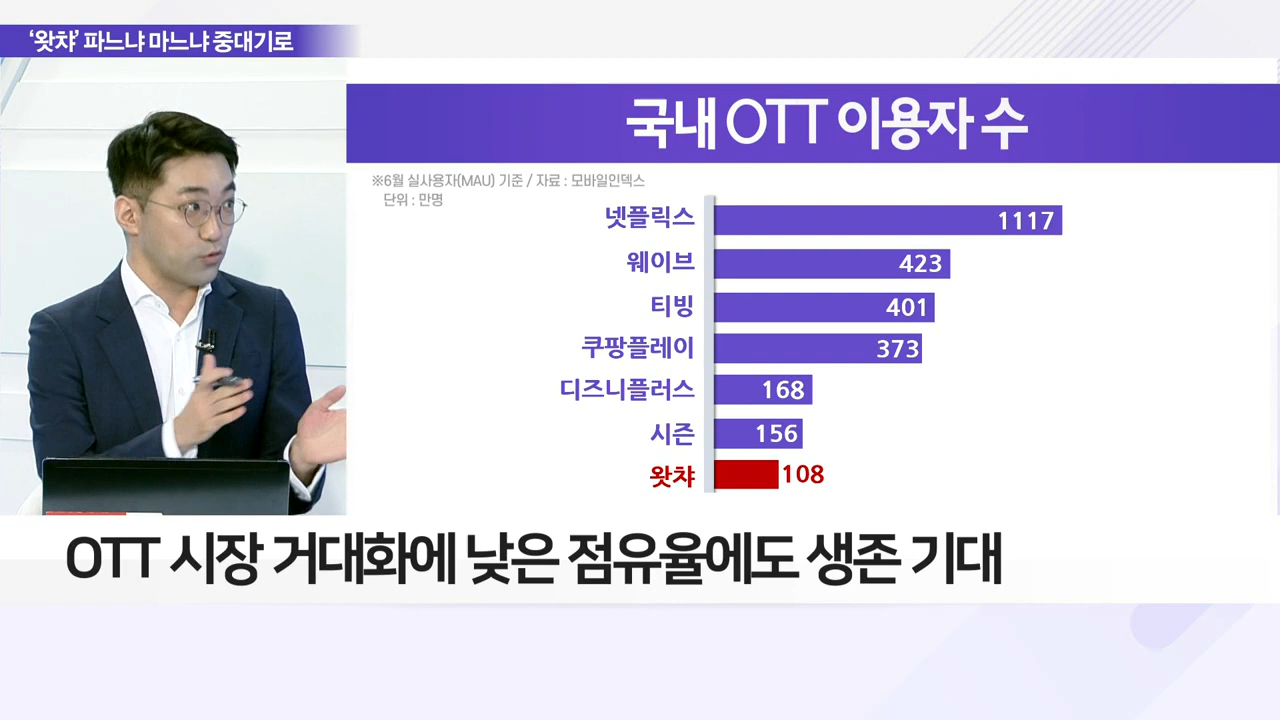 ‘왓챠’ 파느냐 마느냐 중대기로
국내 OTT 이용자 수
※6월 실사용자(MAU) 기준 / 자료 : 모바일인덱스
단위 : 만명
넷플릭스 1117
웨이브 423
티빙 401
쿠팡플레이 373
디즈니플러스 168
시즌 156
왓챠 108
OTT 시장 거대화에 낮은 점유율에도 생존 기대